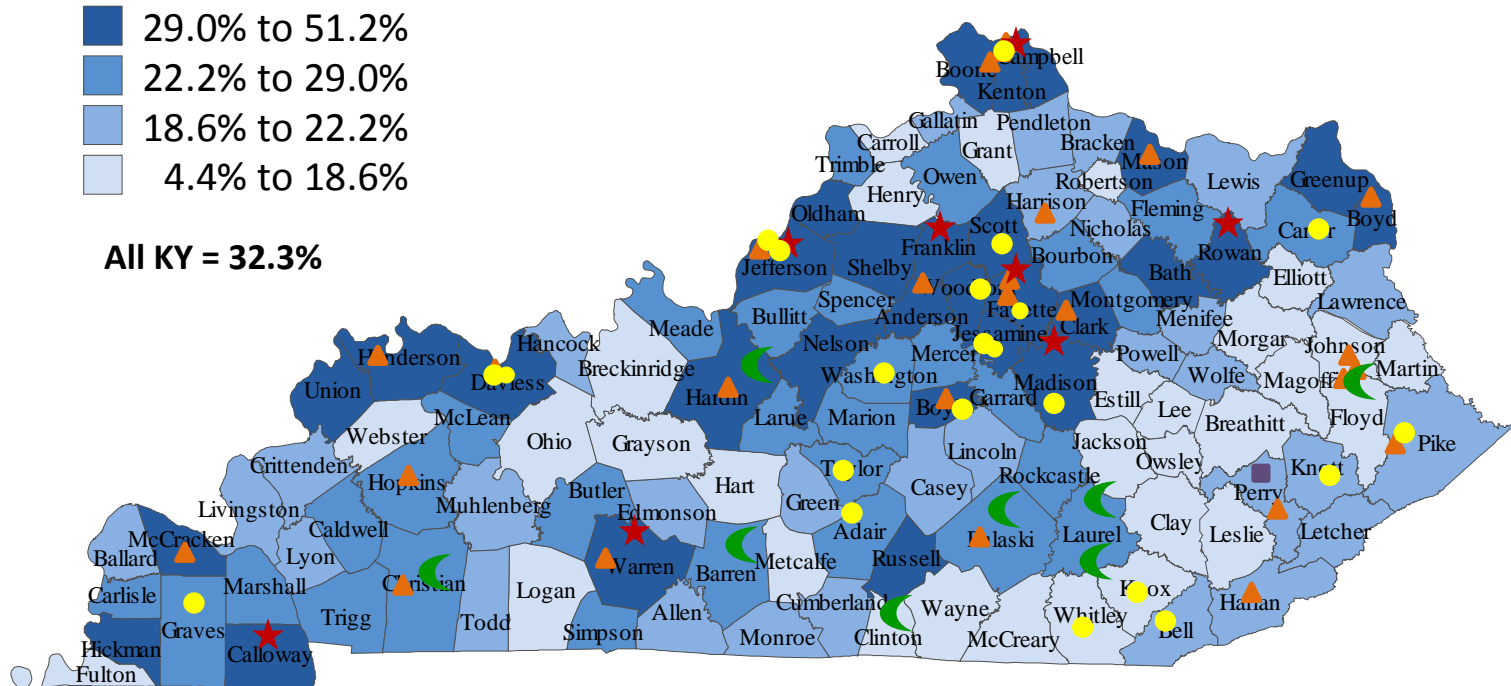 29.0% to 51.2%
22.2% to 29.0%
18.6% to 22.2%
4.4% to 18.6%
All KY = 32.3%
Boone
Campbell
Kenton
Gallatin
Pendleton
Carroll
Grant
Bracken
Mason
Trimble
Owen
Robertson
Lewis
Greenup
Henry
Harrison
Fleming
Boyd
Oldham
Scott
Nicholas
Carter
Franklin
Bourbon
Rowan
Jefferson
Shelby
Bath
Elliott
Woodford
Spencer
Fayette
Montgomery
Lawrence
Bullitt
Anderson
Clark
Menifee
Meade
Jessamine
Morgan
Hancock
Nelson
Mercer
Powell
Johnson
Henderson
Breckinridge
Washington
Wolfe
Magoffin
Martin
Union
Daviess
Hardin
Madison
Estill
Boyle
Garrard
Lee
McLean
Larue
Marion
Floyd
Webster
Ohio
Grayson
Jackson
Breathitt
Pike
Crittenden
Lincoln
Owsley
Hopkins
Taylor
Rockcastle
Knott
Hart
Casey
Perry
Livingston
Muhlenberg
Butler
Green
Edmonson
Clay
Caldwell
Adair
Leslie
Letcher
McCracken
Pulaski
Laurel
Ballard
Lyon
Metcalfe
Russell
Warren
Barren
Christian
Marshall
Carlisle
Logan
Knox
Cumberland
Wayne
Harlan
Trigg
Todd
Allen
Whitley
Graves
Simpson
Monroe
Clinton
McCreary
Bell
Hickman
Calloway
Fulton